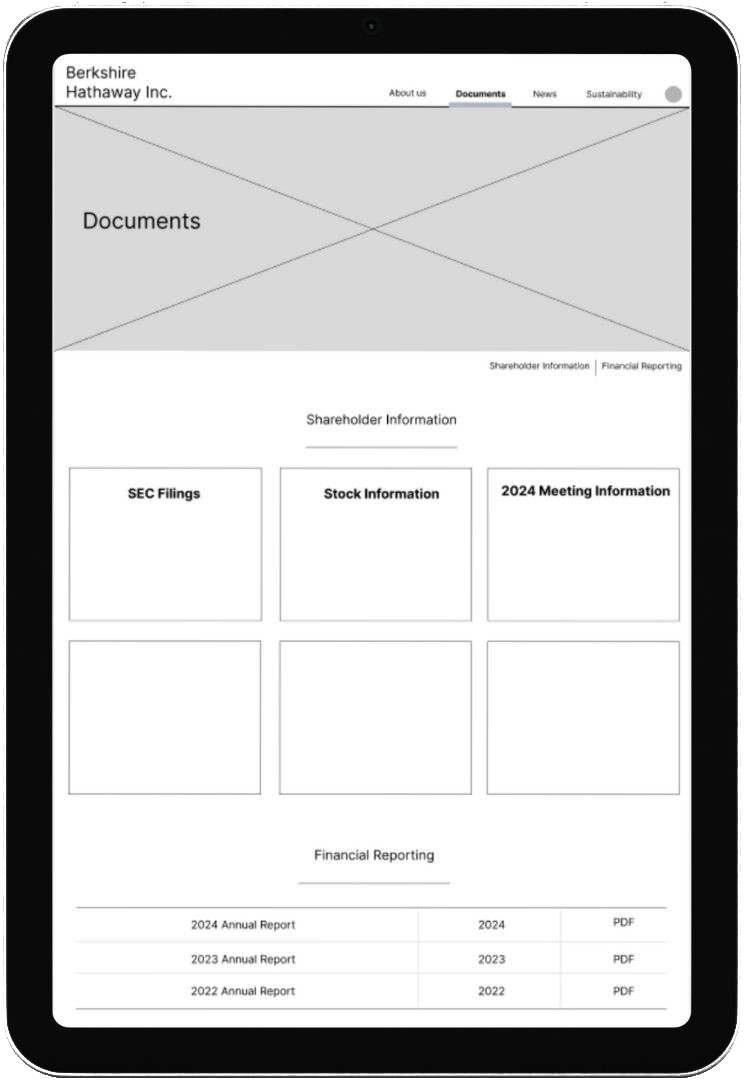 Berkshire
Hathaway Inc.
About us Documents News Sustainability
Documents
Shareholder Information Financial Reporting
Shareholder Information
SEC Filings Stock Information 2024 Meeting Information
Financial Reporting
2024 Annual Report 2024 PDF
2023 Annual Report 2023 PDF
2022 Annual Report 2022 PDF